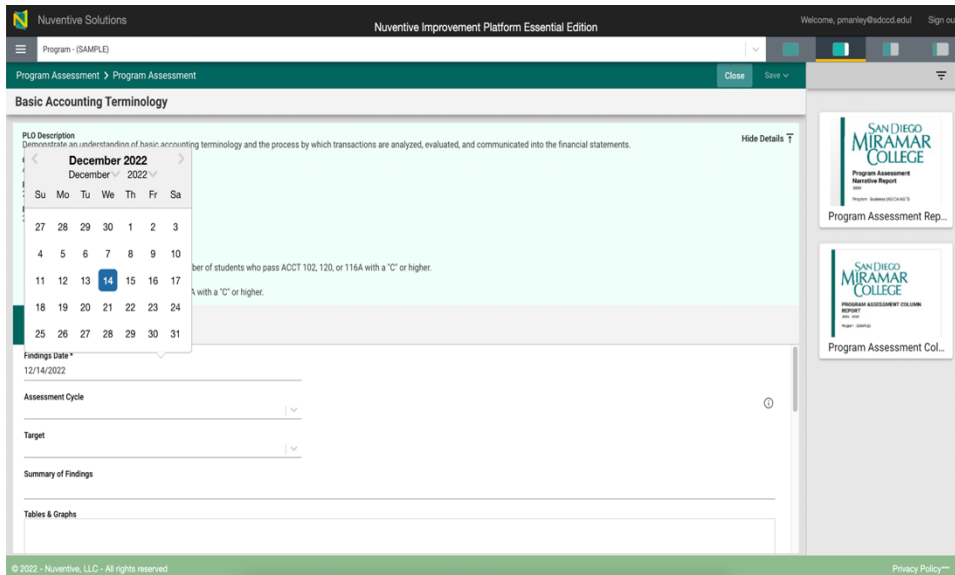 Nuventive Solutions
Nuventive Improvement Platform Essential Edition
Welcome, pmanley@sdccd.edu! Sign ou
Program - (SAMPLE)
Program Assessment > Program Assessment
Close Save
Basic Accounting Terminology
PLO Description
Hide Details
Demonstrate an understanding of basic accounting terminology and the process by which transactions are analyzed, evaluated, and communicated into the financial statements.
December 2022
December 2022
Su Mo Tu We Th Fr Sa
27 28 29 30 1 2 3
4 5 6 7 8 9 10
11 12 13 14 15 16 17
18 19 20 21 22 23 24
25 26 27 28 29 30 31
ber of students who pass ACCT 102, 120, or 116A with a "C" or higher.
A with a "C" or higher.
Findings Date *
12/14/2022
Assessment Cycle
Target
Summary of Findings
Tables & Graphs
SAN DIEGO
MIRAMAR
COLLEGE
Program Assessment
Narrative Report
Program Assessment Rep...
SAN DIEGO
MIRAMAR
COLLEGE
PROGRAM ASSESSMENT COLUMN
REPORT
Program Assessment Col...
© 2022 - Nuventive, LLC - All rights reserved
Privacy Policy